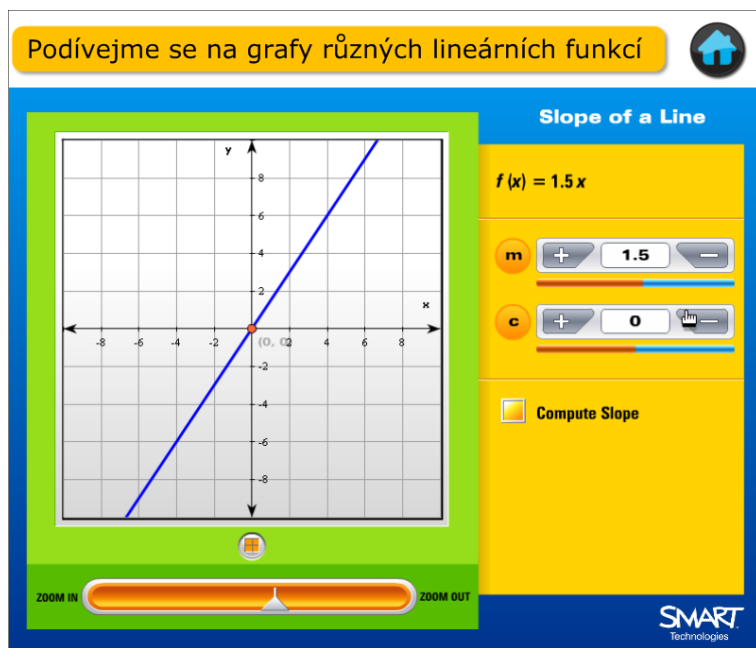 Podívejme se na grafy různých lineárních funkcí
Slope of a Line
f (x) = 1.5 x
m + 1.5 −
c + 0 −
Compute Slope
y
8
6
4
2
x
-8 -6 -4 -2 (0, 0) 2 4 6 8
-2
-4
-6
-8
ZOOM IN
ZOOM OUT
SMART
Technologies